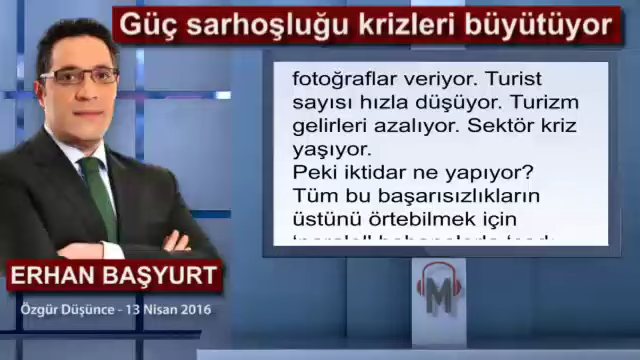 Güç sarhoşluğu krizleri büyütüyor
fotoğraflar veriyor. Turist
sayısı hızla düşüyor. Turizm
gelirleri azalıyor. Sektör kriz
yaşıyor.
Peki iktidar ne yapıyor?
Tüm bu başarısızlıkların
üstünü örtebilmek için
ERHAN BAŞYURT
Özgür Düşünce - 13 Nisan 2016
M